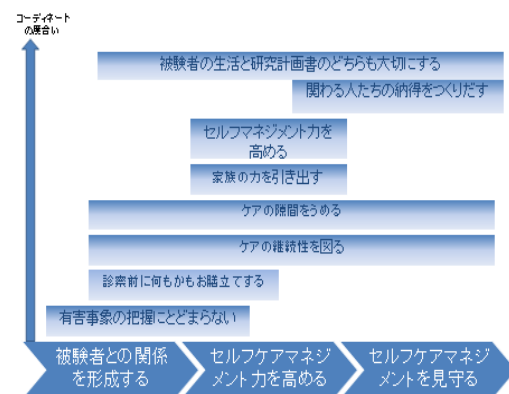 コーディネート
の度合い
被験者の生活と研究計画書のどちらも大切にする
関わる人たちの納得をつくりだす
セルフマネジメント力を
高める
家族の力を引き出す
ケアの隙間をうめる
ケアの継続性を図る
診察前に何もかもお膳立てする
有害事象の把握にとどまらない
被験者との関係
を形成する
セルフケアマネジ
メント力を高める
セルフケアマネジ
メントを見守る